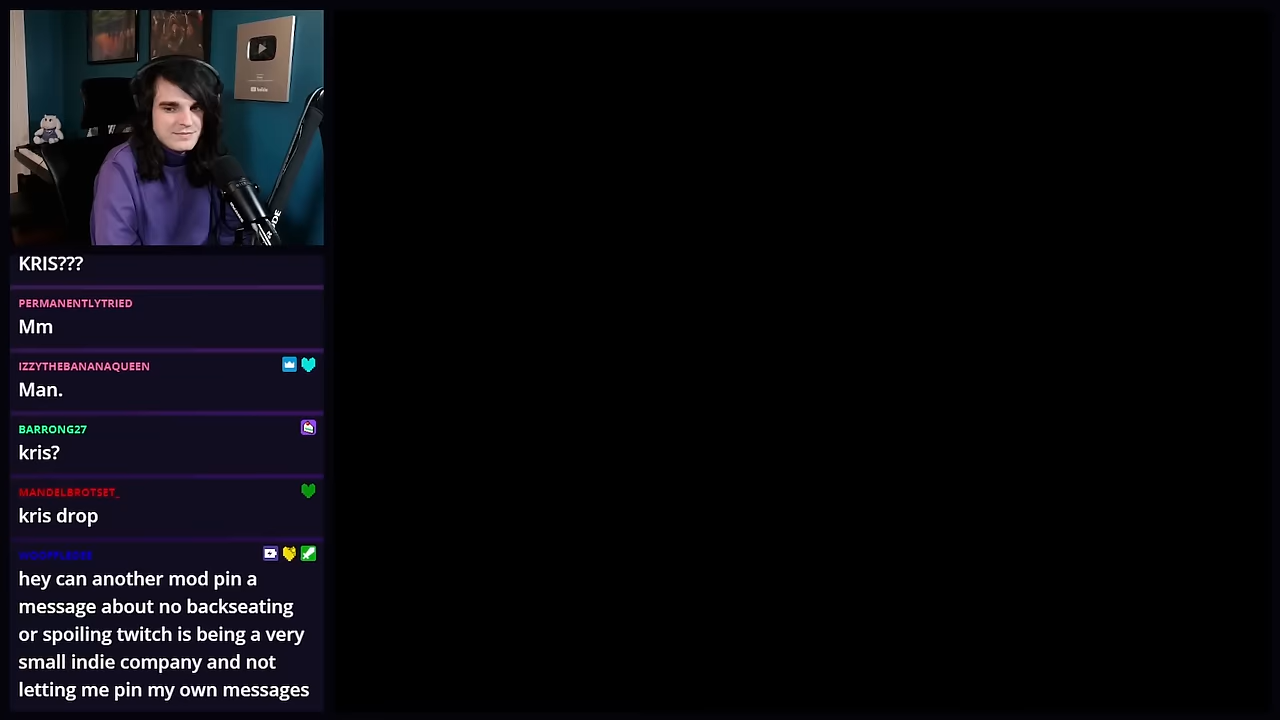 KRIS???
PERMANENTLYTRIED
Mm
IZZYTHEBANANAQUEEN
Man.
BARRONG27
kris?
MANDELBROTSET_
kris drop
hey can another mod pin a
message about no backseating
or spoiling twitch is being a very
small indie company and not
letting me pin my own messages